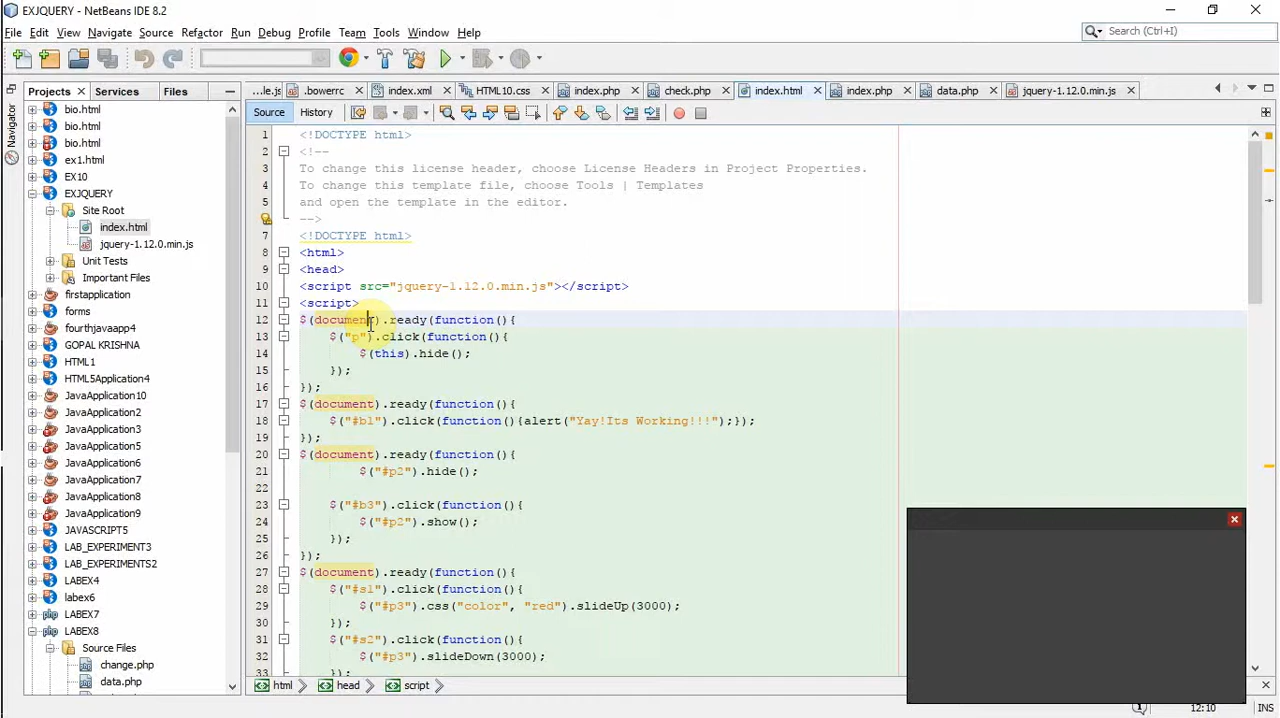 EXJQUERY - NetBeans IDE 8.2
File Edit View Navigate Source Refactor Run Debug Profile Team Tools Window Help
Search (Ctrl+I)
Projects Services Files
...le.js .bowerrc index.xml HTML10.css index.php check.php index.html index.php data.php jquery-1.12.0.min.js
Source History
Navigator
bio.html
bio.html
bio.html
ex1.html
EX10
EXJQUERY
Site Root
index.html
jquery-1.12.0.min.js
Unit Tests
Important Files
firstapplication
forms
fourthjavaapp4
GOPAL KRISHNA
HTML1
HTML5Application4
JavaApplication10
JavaApplication2
JavaApplication3
JavaApplication5
JavaApplication6
JavaApplication7
JavaApplication8
JavaApplication9
JAVASCRIPT5
LAB_EXPERIMENT3
LAB_EXPERIMENTS2
LABEX4
labex6
LABEX7
LABEX8
Source Files
change.php
data.php
1 <!DOCTYPE html>
2 <!--
3 To change this license header, choose License Headers in Project Properties.
4 To change this template file, choose Tools | Templates
5 and open the template in the editor.
-->
7 <!DOCTYPE html>
8 <html>
9 <head>
10 <script src="jquery-1.12.0.min.js"></script>
11 <script>
12 $(document).ready(function(){
13 $("p").click(function(){
14 $(this).hide();
15 });
16 });
17 $(document).ready(function(){
18 $("#b1").click(function(){alert("Yay!Its Working!!!");});
19 });
20 $(document).ready(function(){
21 $("#p2").hide();
22
23 $("#b3").click(function(){
24 $("#p2").show();
25 });
26 });
27 $(document).ready(function(){
28 $("#s1").click(function(){
29 $("#p3").css("color", "red").slideUp(3000);
30 });
31 $("#s2").click(function(){
32 $("#p3").slideDown(3000);
33 });
html head script
12:10 INS